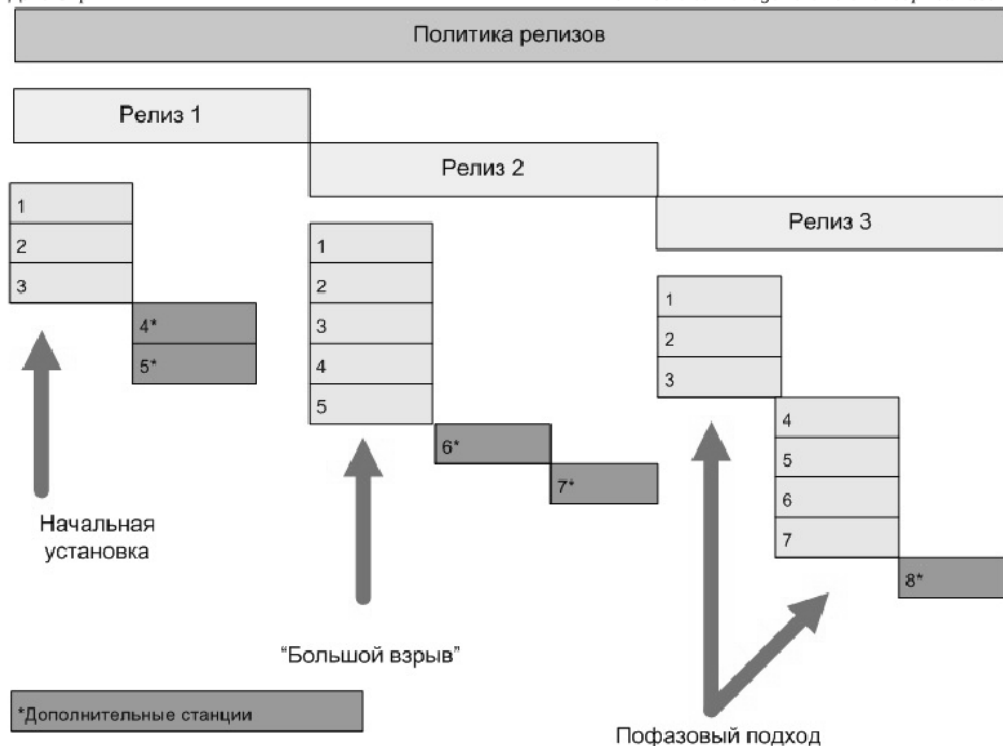 Политика релизов
Релиз 1
Релиз 2
Релиз 3
1
2
3
4*
5*
1
2
3
4
5
6*
7*
1
2
3
4
5
6
7
8*
Начальная
установка
“Большой взрыв”
Пофазовый подход
*Дополнительные станции